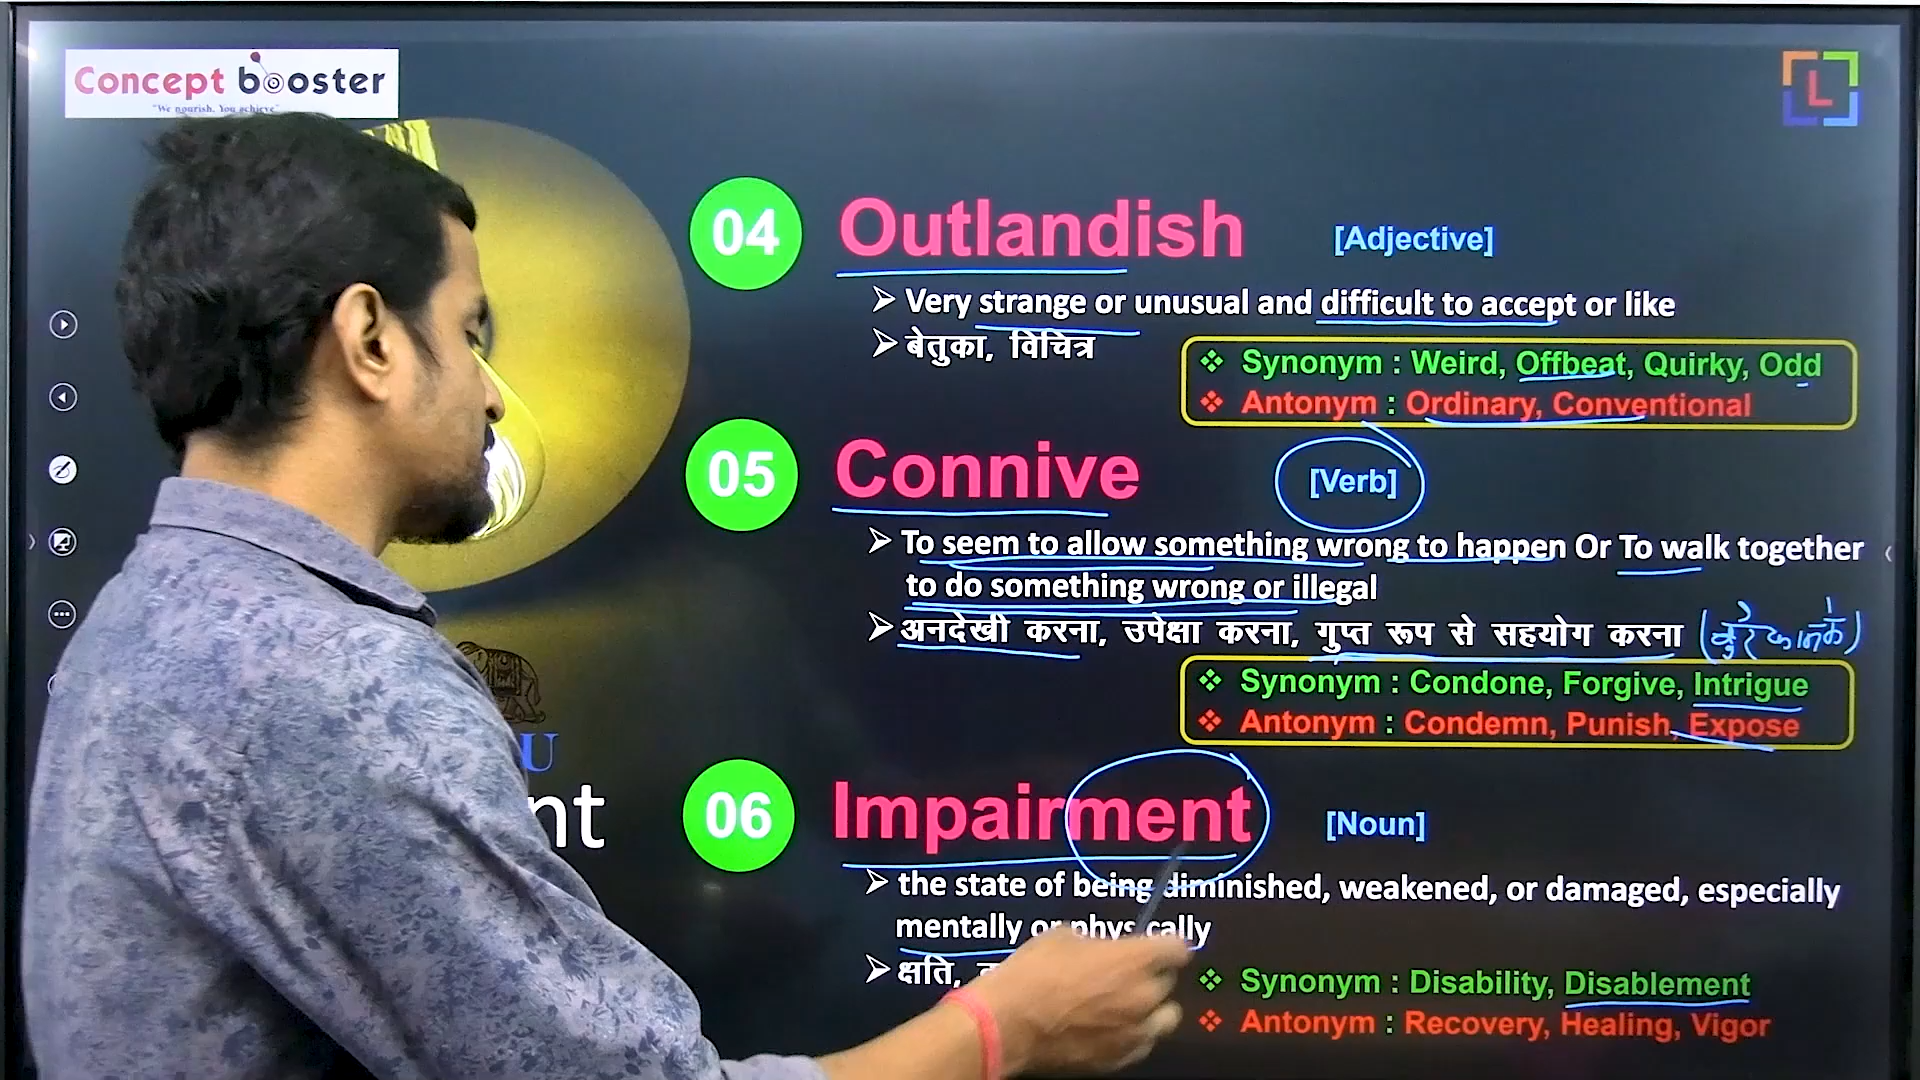 Concept booster
"We nourish. You achieve"
L
04 Outlandish [Adjective]
➢ Very strange or unusual and difficult to accept or like
➢ बेतुका, विचित्र
❖ Synonym : Weird, Offbeat, Quirky, Odd
❖ Antonym : Ordinary, Conventional
05 Connive [Verb]
➢ To seem to allow something wrong to happen Or To walk together
to do something wrong or illegal
➢ अनदेखी करना, उपेक्षा करना, गुप्त रूप से सहयोग करना
❖ Synonym : Condone, Forgive, Intrigue
❖ Antonym : Condemn, Punish, Expose
U
nt
06 Impairment [Noun]
➢ the state of being diminished, weakened, or damaged, especially
mentally or physically
➢ क्षति,
❖ Synonym : Disability, Disablement
❖ Antonym : Recovery, Healing, Vigor